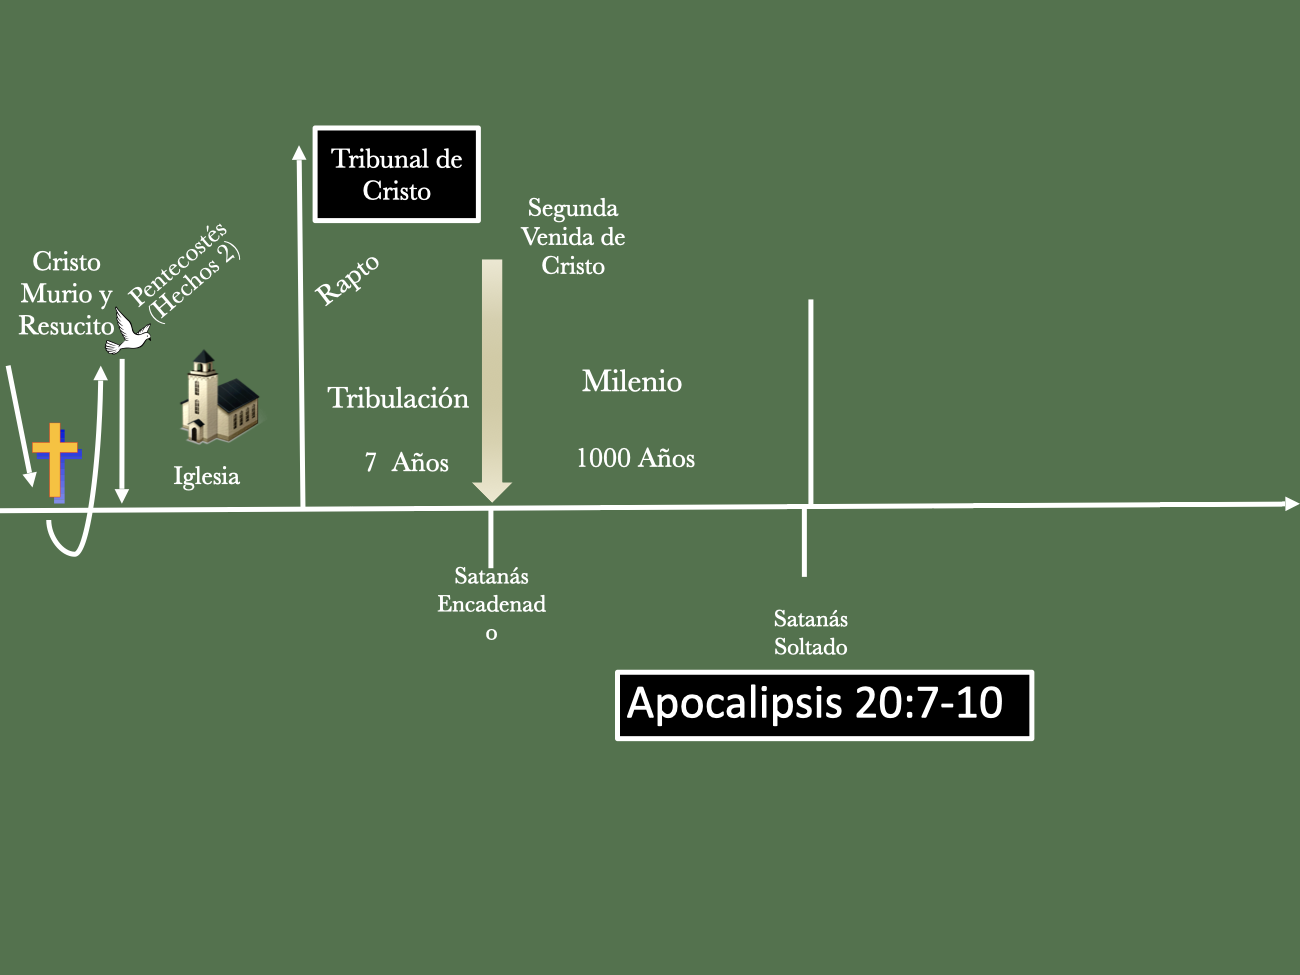 Tribunal de
Cristo
Segunda
Venida de
Cristo
Cristo
Murio y
Resucito
Pentecostés
(Hechos 2)
Rapto
Iglesia
Tribulación
7 Años
Milenio
1000 Años
Satanás
Encadenad
o
Satanás
Soltado
Apocalipsis 20:7-10